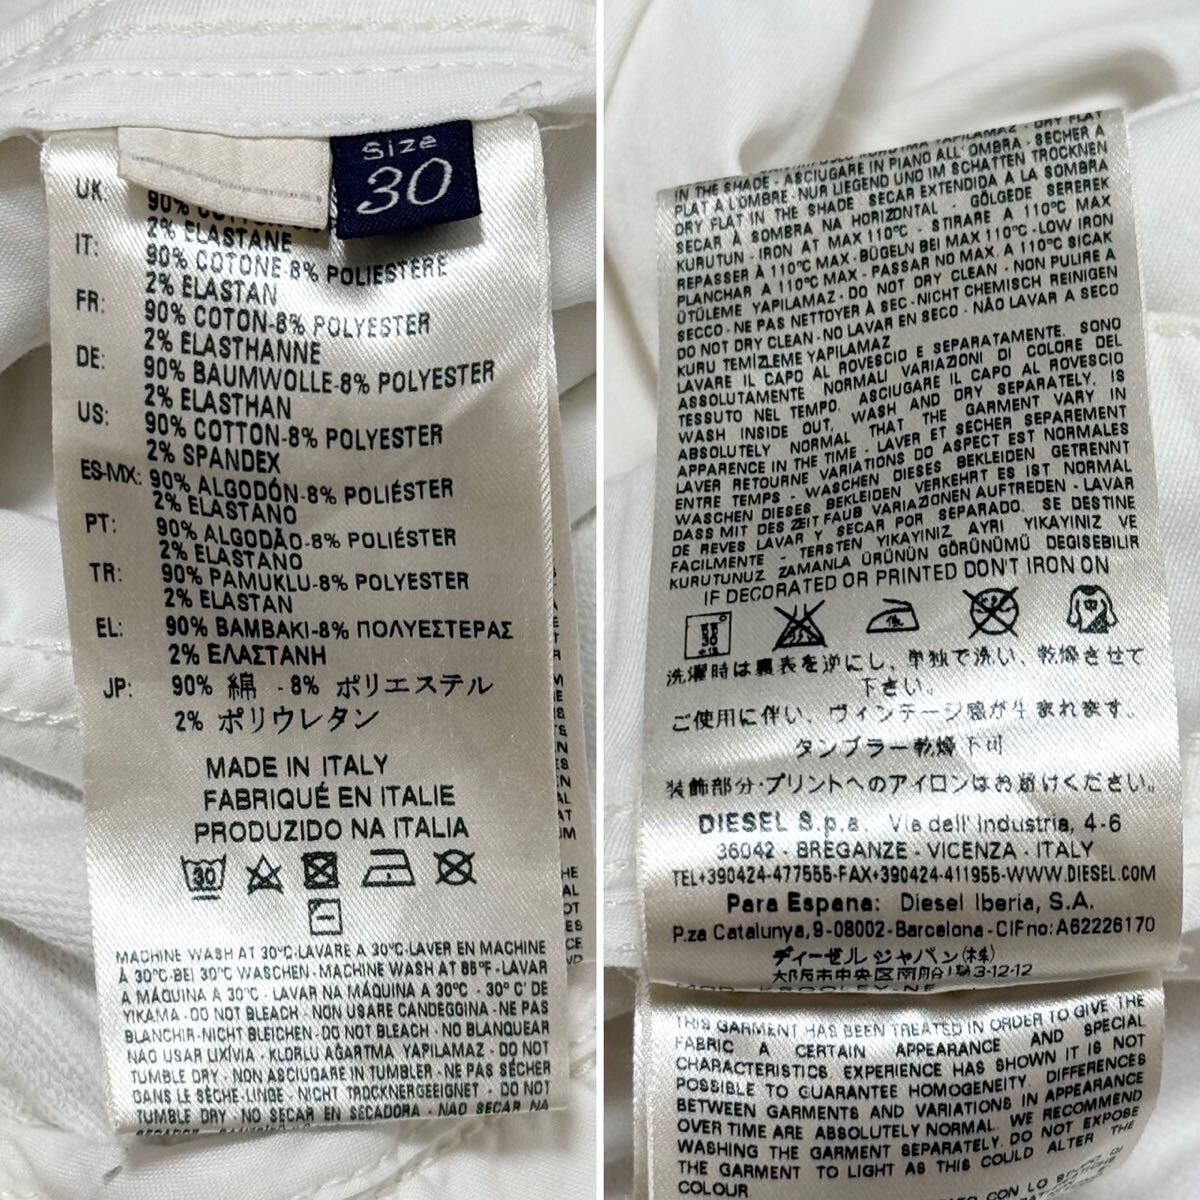 Size
30
UK:
90% COTTON
2% ELASTANE
IT: 90% COTONE-8% POLIESTERE
2% ELASTAN
FR: 90% COTON-8% POLYESTER
2% ELASTHANNE
DE: 90% BAUMWOLLE-8% POLYESTER
2% ELASTHAN
US: 90% COTTON-8% POLYESTER
2% SPANDEX
ES-MX: 90% ALGODÓN-8% POLIÉSTER
2% ELASTANO
PT: 90% ALGODÃO-8% POLIÉSTER
2% ELASTANO
TR: 90% PAMUKLU-8% POLYESTER
2% ELASTAN
EL: 90% ΒΑΜΒΑΚΙ-8% ΠΟΛΥΕΣΤΕΡΑΣ
2% ΕΛΑΣΤΑΝΗ
JP: 90% 綿 - 8% ポリエステル
2% ポリウレタン
MADE IN ITALY
FABRIQUÉ EN ITALIE
PRODUZIDO NA ITALIA
30
MACHINE WASH AT 30°C-LAVARE A 30°C-LAVER EN MACHINE
À 30°C-BEI 30°C WASCHEN-MACHINE WASH AT 85°F-LAVAR
A MÁQUINA A 30°C - LAVAR NA MÁQUINA A 30°C - 30°C' DE
YIKAMA-DO NOT BLEACH - NON USARE CANDEGGINA-NE PAS
BLANCHIR-NICHT BLEICHEN-DO NOT BLEACH-NO BLANQUEAR
NAO USAR LIXÍVIA - KLORLU AĞARTMA YAPILAMAZ - DO NOT
TUMBLE DRY - NON ASCIUGARE IN TUMBLER - NE PAS SÉCHER
DANS LE SÈCHE-LINGE - NICHT TROCKNERGEEIGNET - DO NOT
TUMBLE DRY - NO SECAR EN SECADORA - NÃO SECAR NA
YAPILAMAZ - DRY FLAT
IN THE SHADE - ASCIUGARE IN PIANO ALL'OMBRA - SÉCHER À
PLAT À L'OMBRE-NUR LIEGEND UND IM SCHATTEN TROCKNEN
DRY FLAT IN THE SHADE SECAR EXTENDIDA A LA SOMBRA
SECAR À SOMBRA NA HORIZONTAL - GÖLGEDE SEREREK
KURUTUN - IRON AT MAX 110°C - STIRARE A 110°C MAX
REPASSER À 110°C MAX-BÜGELN BEI MAX 110°C-LOW IRON
PLANCHAR A 110°C MAX - PASSAR NO MAX. A 110°C SICAK
ÜTÜLEME YAPILAMAZ - DO NOT DRY CLEAN - NON PULIRE A
SECCO - NE PAS NETTOYER À SEC-NICHT CHEMISCH REINIGEN
DO NOT DRY CLEAN-NO LAVAR EN SECO - NÃO LAVAR A SECO
KURU TEMİZLEME YAPILAMAZ
LAVARE IL CAPO AL ROVESCIO E SEPARATAMENTE. SONO
ASSOLUTAMENTE NORMALI VARIAZIONI DI COLORE DEL
TESSUTO NEL TEMPO. ASCIUGARE IL CAPO AL ROVESCIO
WASH INSIDE OUT, WASH AND DRY SEPARATELY. IS
ABSOLUTELY NORMAL THAT THE GARMENT VARY IN
APPARENCE IN THE TIME - LAVER ET SECHER SEPAREMENT
LAVER RETOURNE VARIATIONS DO ASPECT EST NORMALES
ENTRE TEMPS - WASCHEN DIESES BEKLEIDEN GETRENNT
WASCHEN DIESES BEKLEIDEN VERKEHRT ES IST NORMAL
DASS MIT DES ZEIT FAUB VARIAZIONEN AUFTREDEN - LAVAR
DE REVES LAVAR Y SECAR POR SEPARADO. SE DESTINE
FACILMENTE - TERSTEN YIKAYINIZ AYRI YIKAYINIZ VE
KURUTUNUZ ZAMANLA ÜRÜNÜN GÖRÜNÜMÜ DEGISEBILIR
IF DECORATED OR PRINTED DON'T IRON ON
洗濯時は裏表を逆にし、単独で洗い、乾燥させて
下さい。
ご使用に伴い、ヴィンテージ感が生まれます。
タンブラー乾燥不可
装飾部分・プリントへのアイロンはお避けください。
DIESEL S.p.a. Via dell' Industria, 4-6
36042 - BREGANZE - VICENZA - ITALY
TEL+390424-477555-FAX+390424-411955-WWW.DIESEL.COM
Para Espana: Diesel Iberia, S.A.
P.za Catalunya,9-08002-Barcelona-CIFno:A62226170
ディーゼル ジャパン(株)
大阪市中央区南船場3-12-12
THIS GARMENT HAS BEEN TREATED IN ORDER TO GIVE THE
FABRIC A CERTAIN APPEARANCE AND SPECIAL
CHARACTERISTICS. EXPERIENCE HAS SHOWN IT IS NOT
POSSIBLE TO GUARANTEE HOMOGENEITY. DIFFERENCES
BETWEEN GARMENTS AND VARIATIONS IN APPEARANCE
OVER TIME ARE ABSOLUTELY NORMAL. WE RECOMMEND
WASHING THE GARMENT SEPARATELY. DO NOT EXPOSE
THE GARMENT TO LIGHT AS THIS COULD ALTER THE
COLOUR.